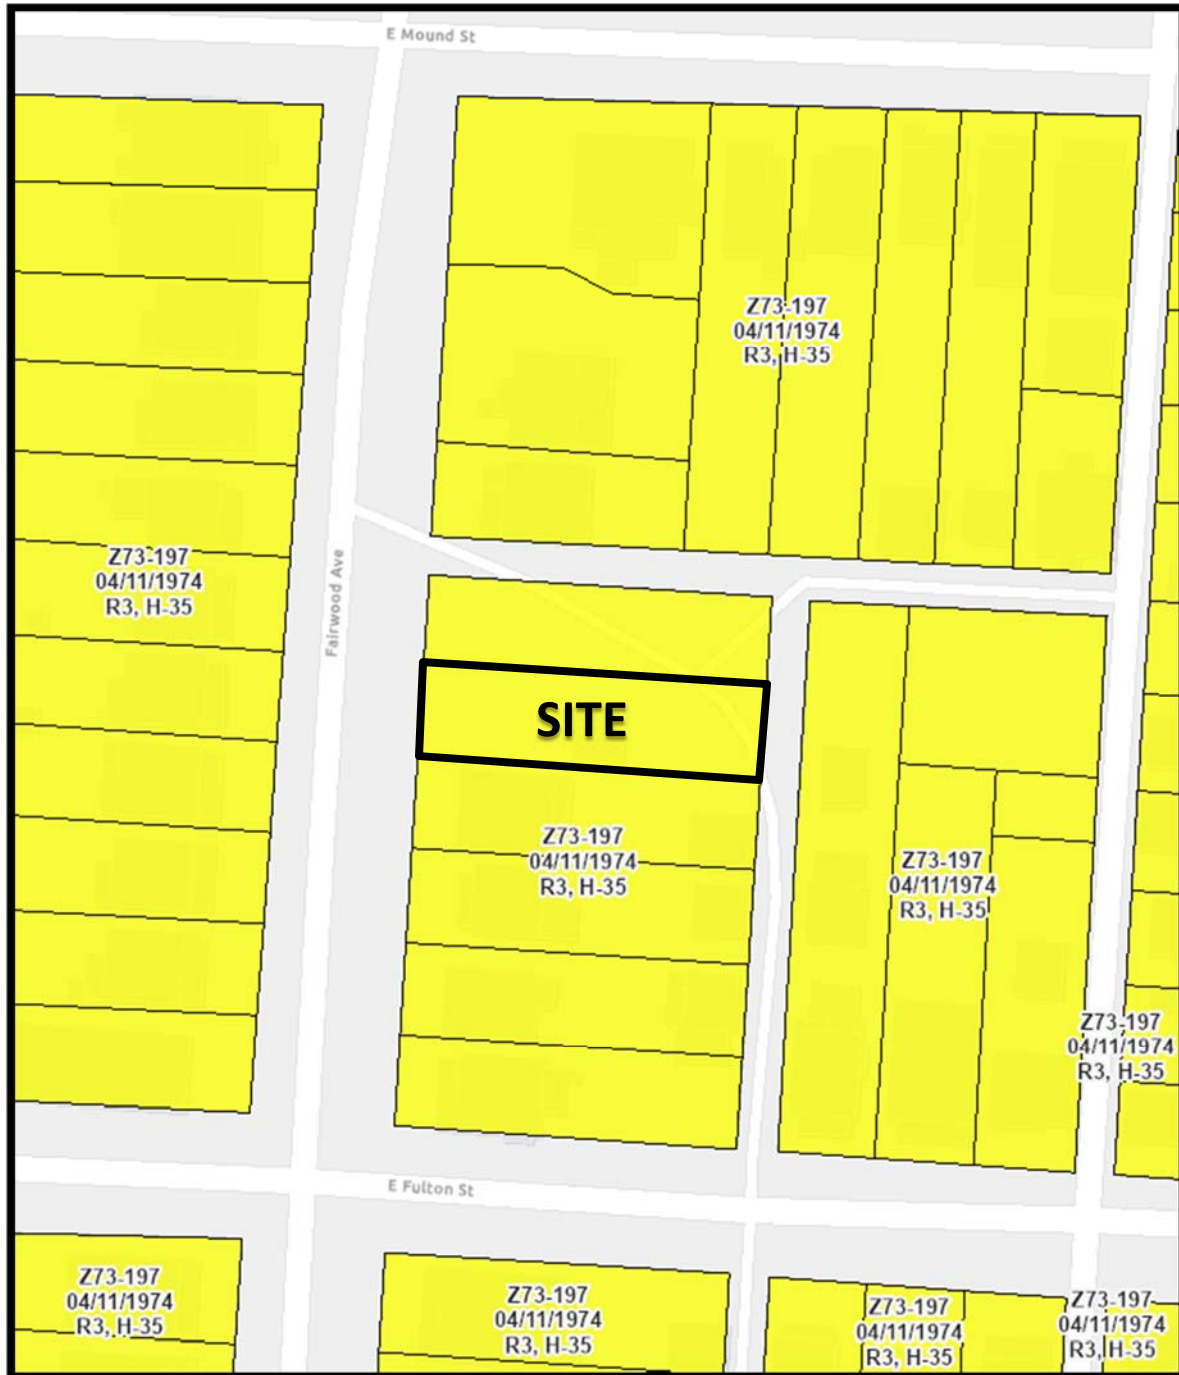 E Mound St
Z73-197
04/11/1974
R3, H-35
Z73-197
04/11/1974
R3, H-35
Fairwood Ave
SITE
Z73-197
04/11/1974
R3, H-35
Z73-197
04/11/1974
R3, H-35
Z73-197
04/11/1974
R3, H-35
E Fulton St
Z73-197
04/11/1974
R3, H-35
Z73-197
04/11/1974
R3, H-35
Z73-197
04/11/1974
R3, H-35
Z73-197
04/11/1974
R3, H-35